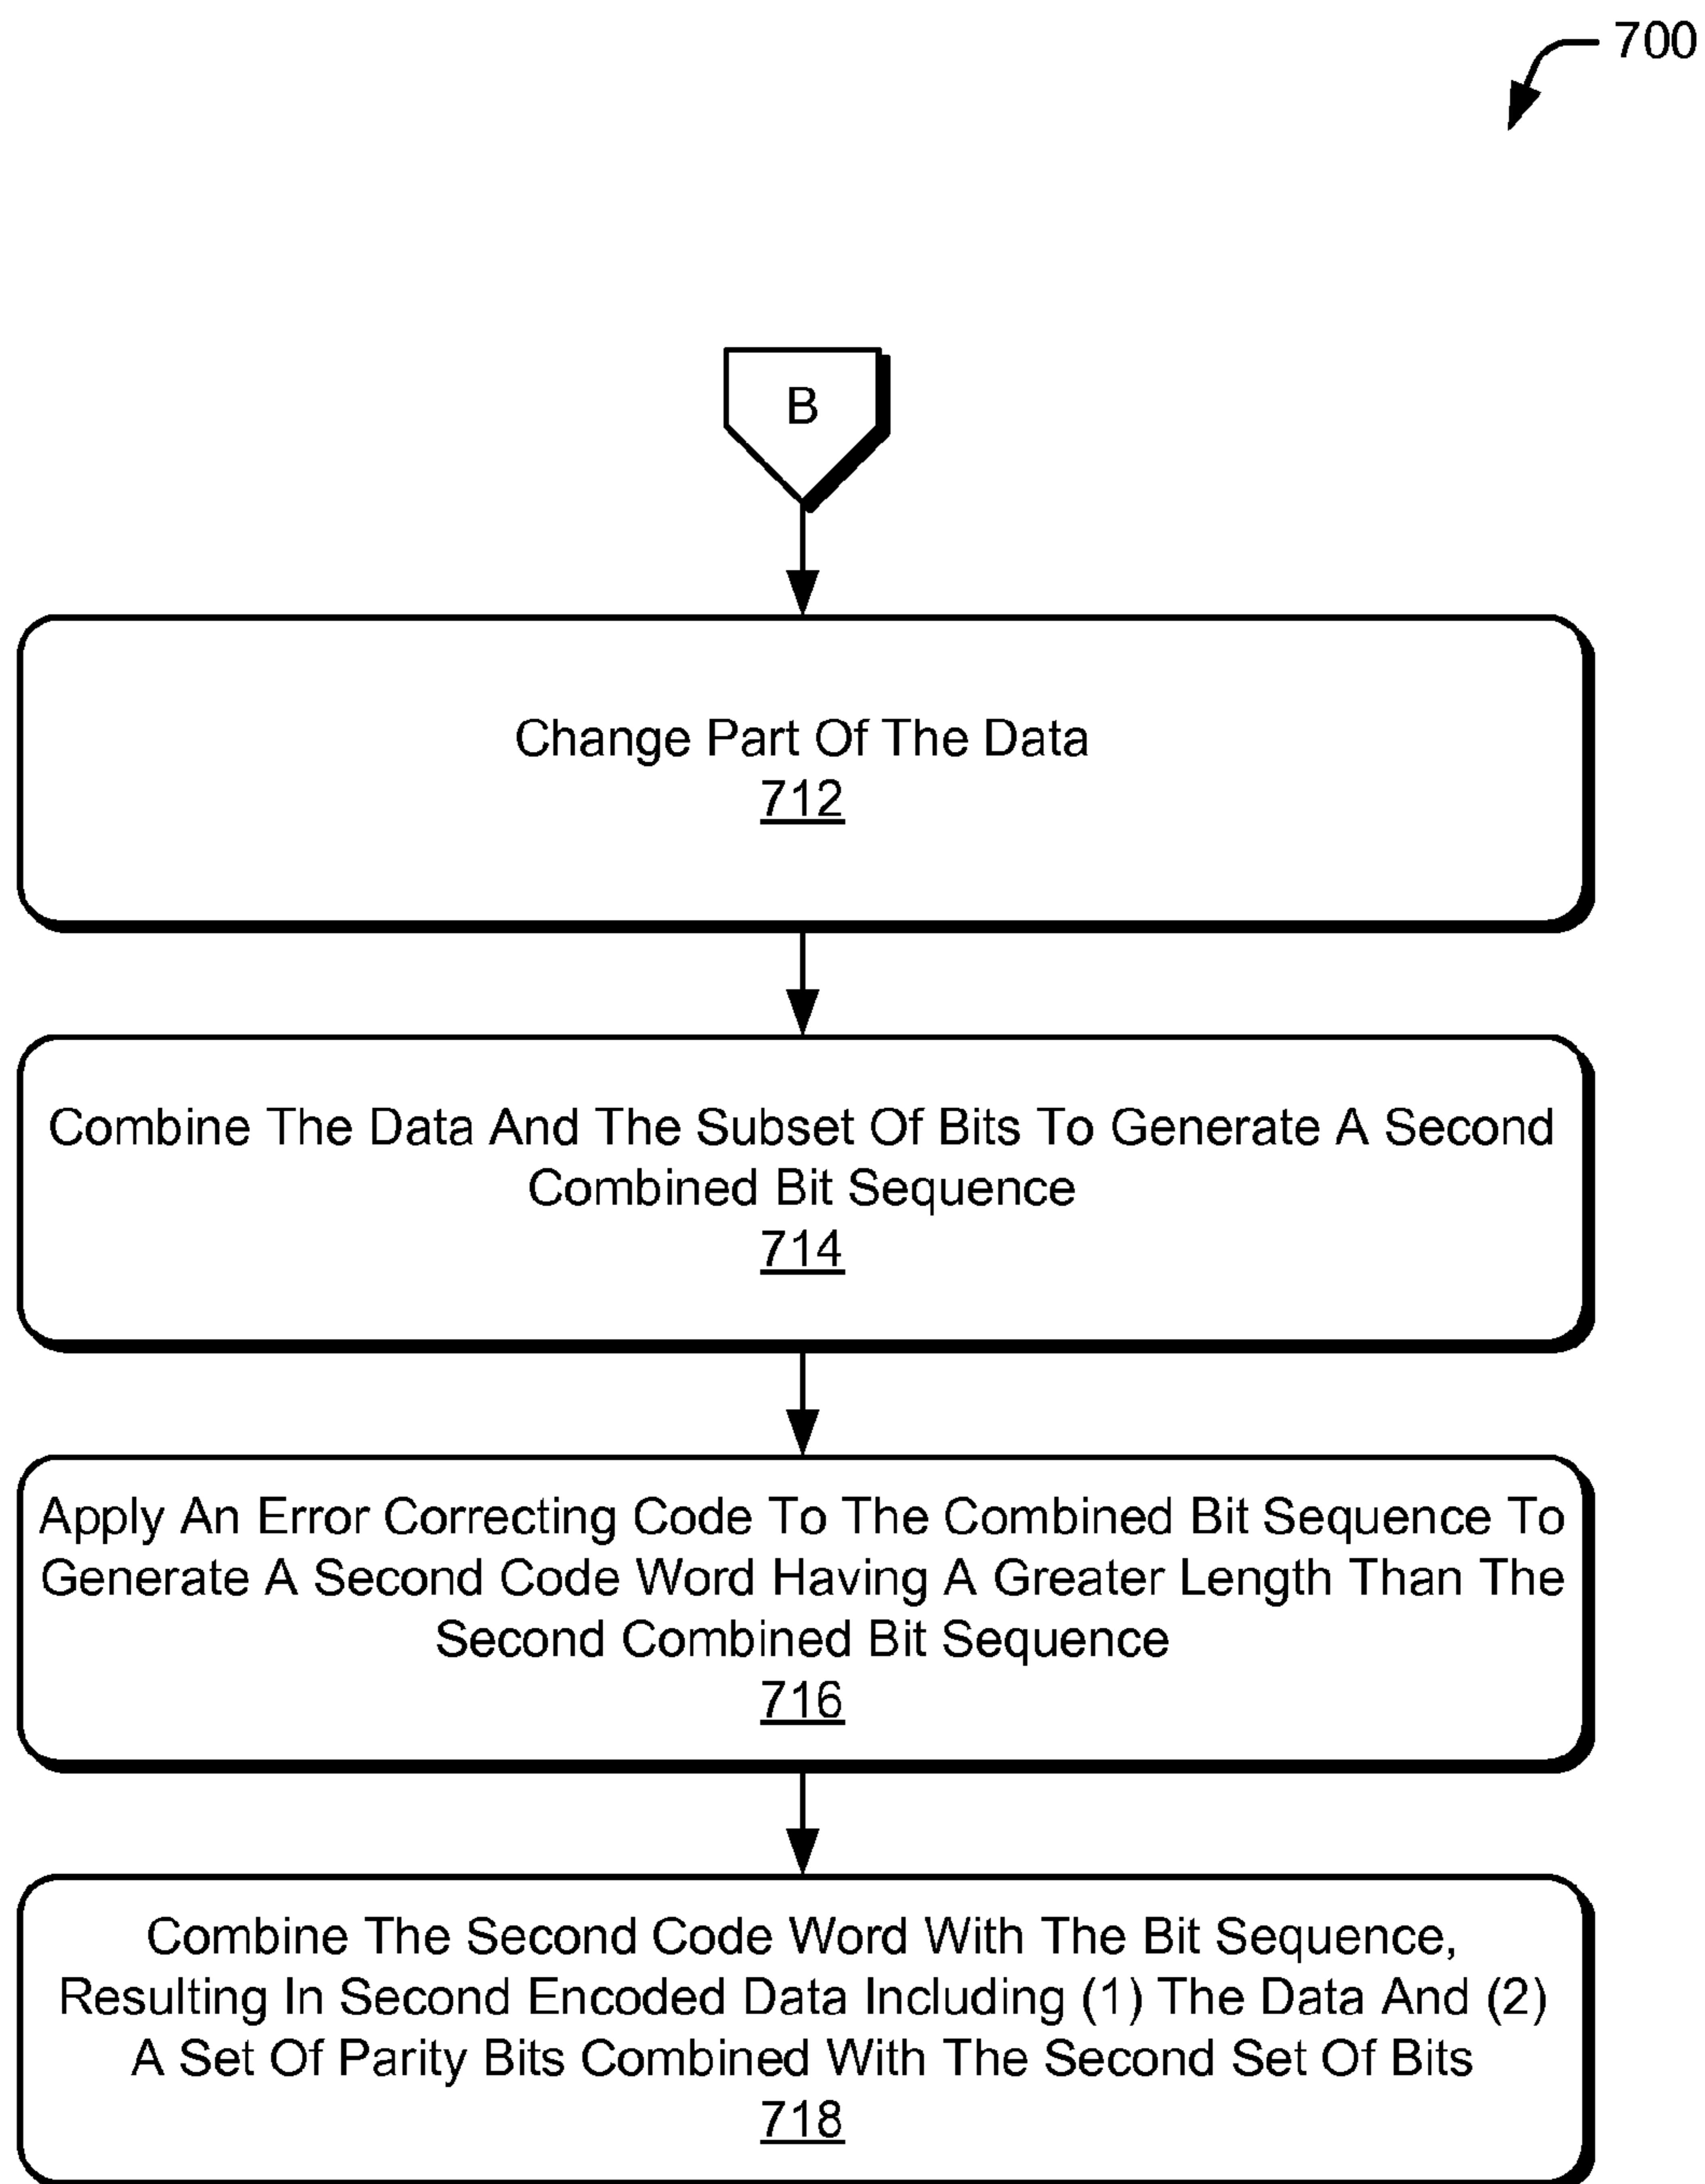 700
B
Change Part Of The Data
712
Combine The Data And The Subset Of Bits To Generate A Second
Combined Bit Sequence
714
Apply An Error Correcting Code To The Combined Bit Sequence To
Generate A Second Code Word Having A Greater Length Than The
Second Combined Bit Sequence
716
Combine The Second Code Word With The Bit Sequence,
Resulting In Second Encoded Data Including (1) The Data And (2)
A Set Of Parity Bits Combined With The Second Set Of Bits
718